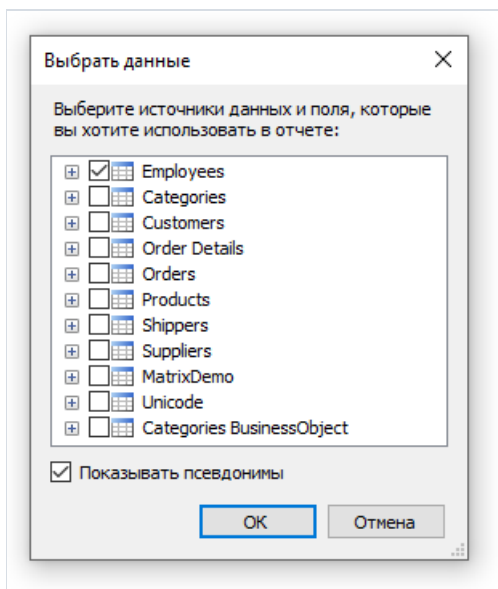 Выбрать данные
Выберите источники данных и поля, которые
вы хотите использовать в отчете:
Employees
Categories
Customers
Order Details
Orders
Products
Shippers
Suppliers
MatrixDemo
Unicode
Categories BusinessObject
Показывать псевдонимы
OK
Отмена